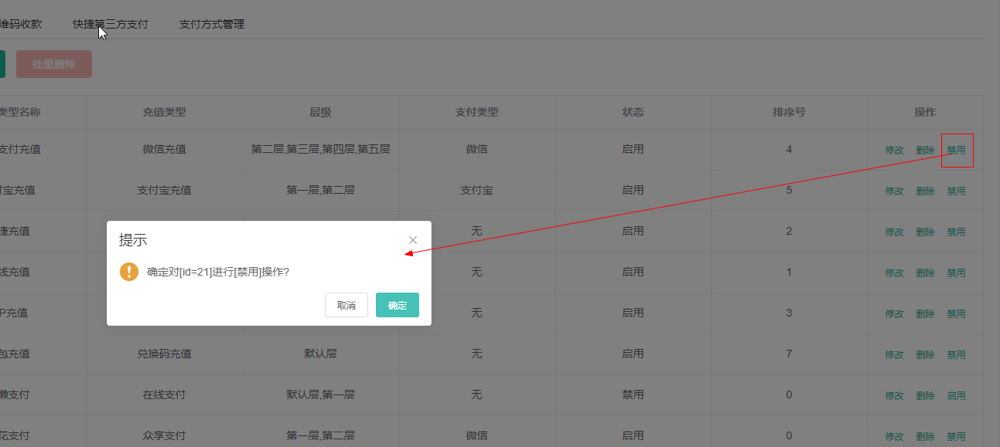 维码收款 快捷第三方支付 支付方式管理
批量删除
类型名称 充值类型 层级 支付类型 状态 排序号 操作
支付充值 微信充值 第二层,第三层,第四层,第五层 微信 启用 4 修改 删除 禁用
宝充值 支付宝充值 第一层,第二层 支付宝 启用 5 修改 删除 禁用
捷充值 无 启用 2 修改 删除 禁用
提示
确定对[id=21]进行[禁用]操作?
取消 确定
线充值 无 启用 1 修改 删除 禁用
P充值 无 启用 3 修改 删除 禁用
包充值 兑换码充值 默认层 无 启用 7 修改 删除 禁用
懒支付 在线支付 默认层,第一层 无 禁用 0 修改 删除 启用
花支付 众享支付 第一层,第二层 微信 启用 0 修改 删除 禁用